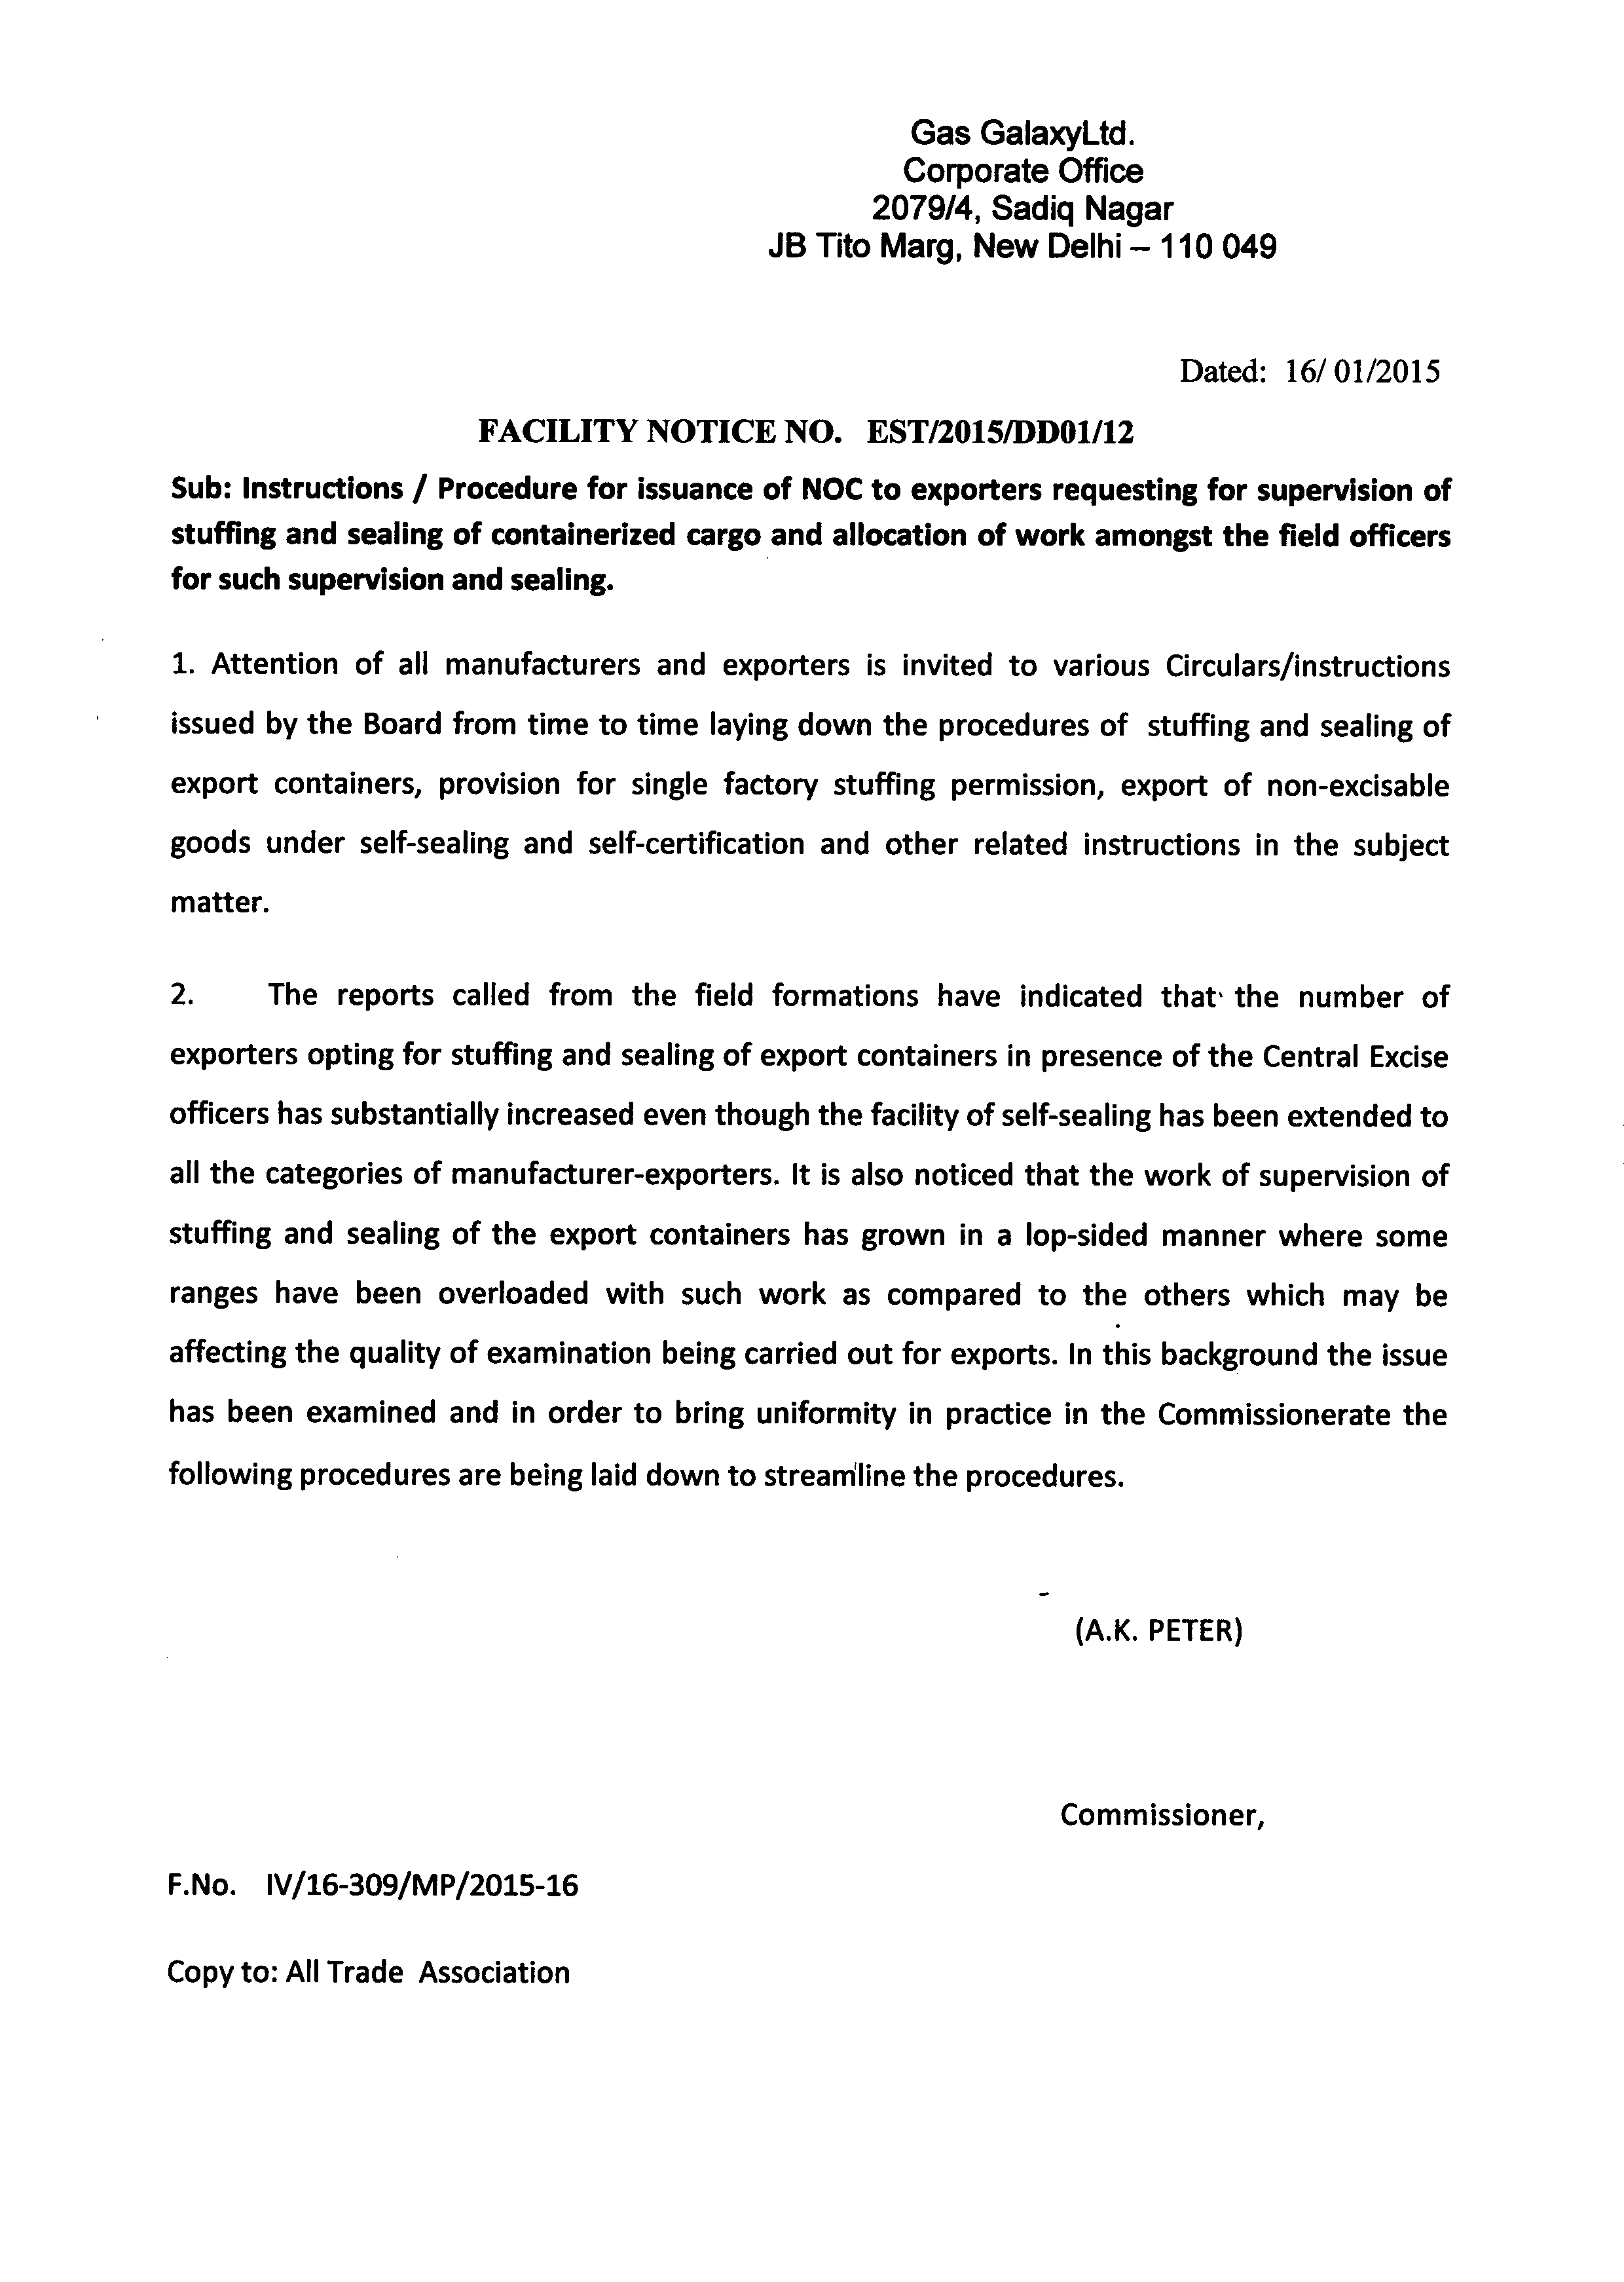 Gas GalaxyLtd.
Corporate Office
2079/4, Sadiq Nagar
JB Tito Marg, New Delhi – 110 049
Dated: 16/ 01/2015
FACILITY NOTICE NO. EST/2015/DD01/12
Sub: Instructions / Procedure for issuance of NOC to exporters requesting for supervision of
stuffing and sealing of containerized cargo and allocation of work amongst the field officers
for such supervision and sealing.
1. Attention of all manufacturers and exporters is invited to various Circulars/instructions
issued by the Board from time to time laying down the procedures of stuffing and sealing of
export containers, provision for single factory stuffing permission, export of non-excisable
goods under self-sealing and self-certification and other related instructions in the subject
matter.
2. The reports called from the field formations have indicated that the number of
exporters opting for stuffing and sealing of export containers in presence of the Central Excise
officers has substantially increased even though the facility of self-sealing has been extended to
all the categories of manufacturer-exporters. It is also noticed that the work of supervision of
stuffing and sealing of the export containers has grown in a lop-sided manner where some
ranges have been overloaded with such work as compared to the others which may be
affecting the quality of examination being carried out for exports. In this background the issue
has been examined and in order to bring uniformity in practice in the Commissionerate the
following procedures are being laid down to streamline the procedures.
(A.K. PETER)
Commissioner,
F.No. IV/16-309/MP/2015-16
Copy to: All Trade Association